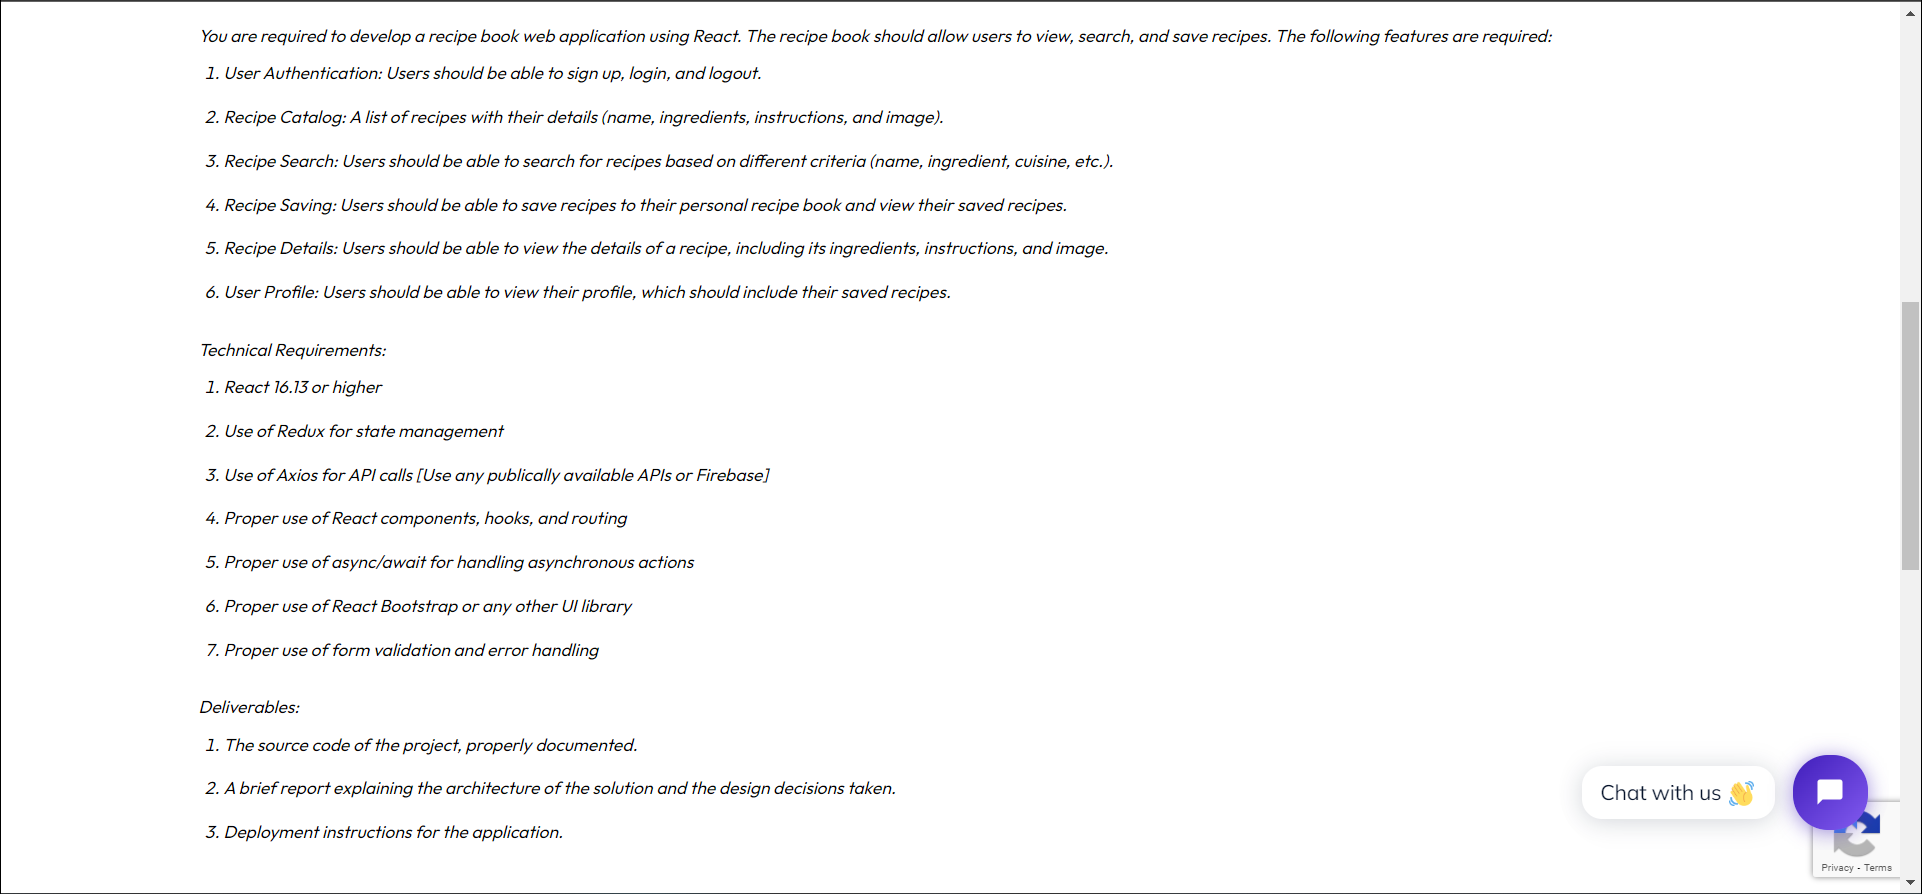 You are required to develop a recipe book web application using React. The recipe book should allow users to view, search, and save recipes. The following features are required:
1. User Authentication: Users should be able to sign up, login, and logout.
2. Recipe Catalog: A list of recipes with their details (name, ingredients, instructions, and image).
3. Recipe Search: Users should be able to search for recipes based on different criteria (name, ingredient, cuisine, etc.).
4. Recipe Saving: Users should be able to save recipes to their personal recipe book and view their saved recipes.
5. Recipe Details: Users should be able to view the details of a recipe, including its ingredients, instructions, and image.
6. User Profile: Users should be able to view their profile, which should include their saved recipes.
Technical Requirements:
1. React 16.13 or higher
2. Use of Redux for state management
3. Use of Axios for API calls [Use any publically available APIs or Firebase]
4. Proper use of React components, hooks, and routing
5. Proper use of async/await for handling asynchronous actions
6. Proper use of React Bootstrap or any other UI library
7. Proper use of form validation and error handling
Deliverables:
1. The source code of the project, properly documented.
2. A brief report explaining the architecture of the solution and the design decisions taken.
3. Deployment instructions for the application.
Chat with us 👋
Privacy - Terms